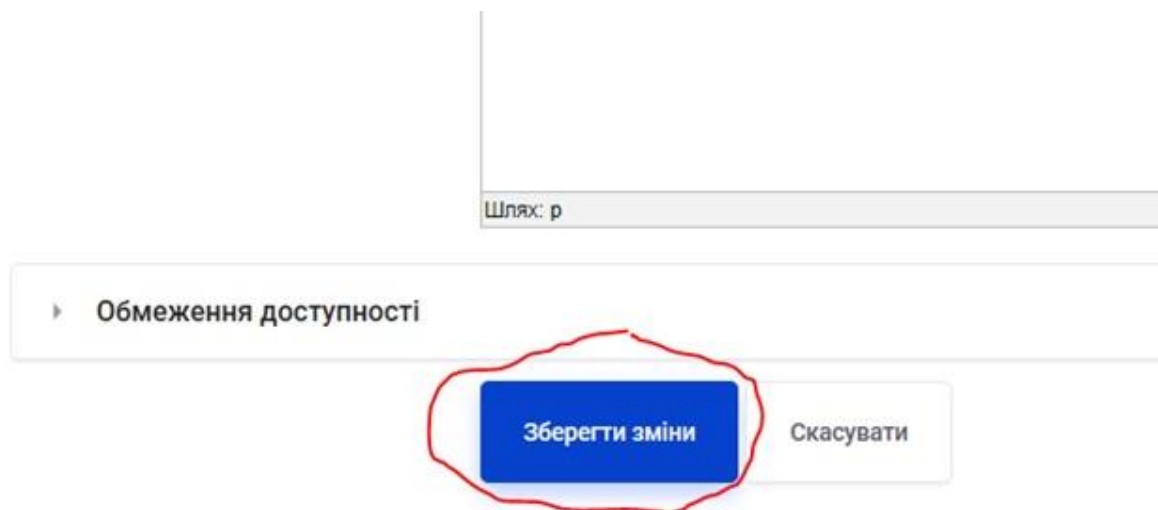 Шлях: p
Обмеження доступності
Зберегти зміни
Скасувати